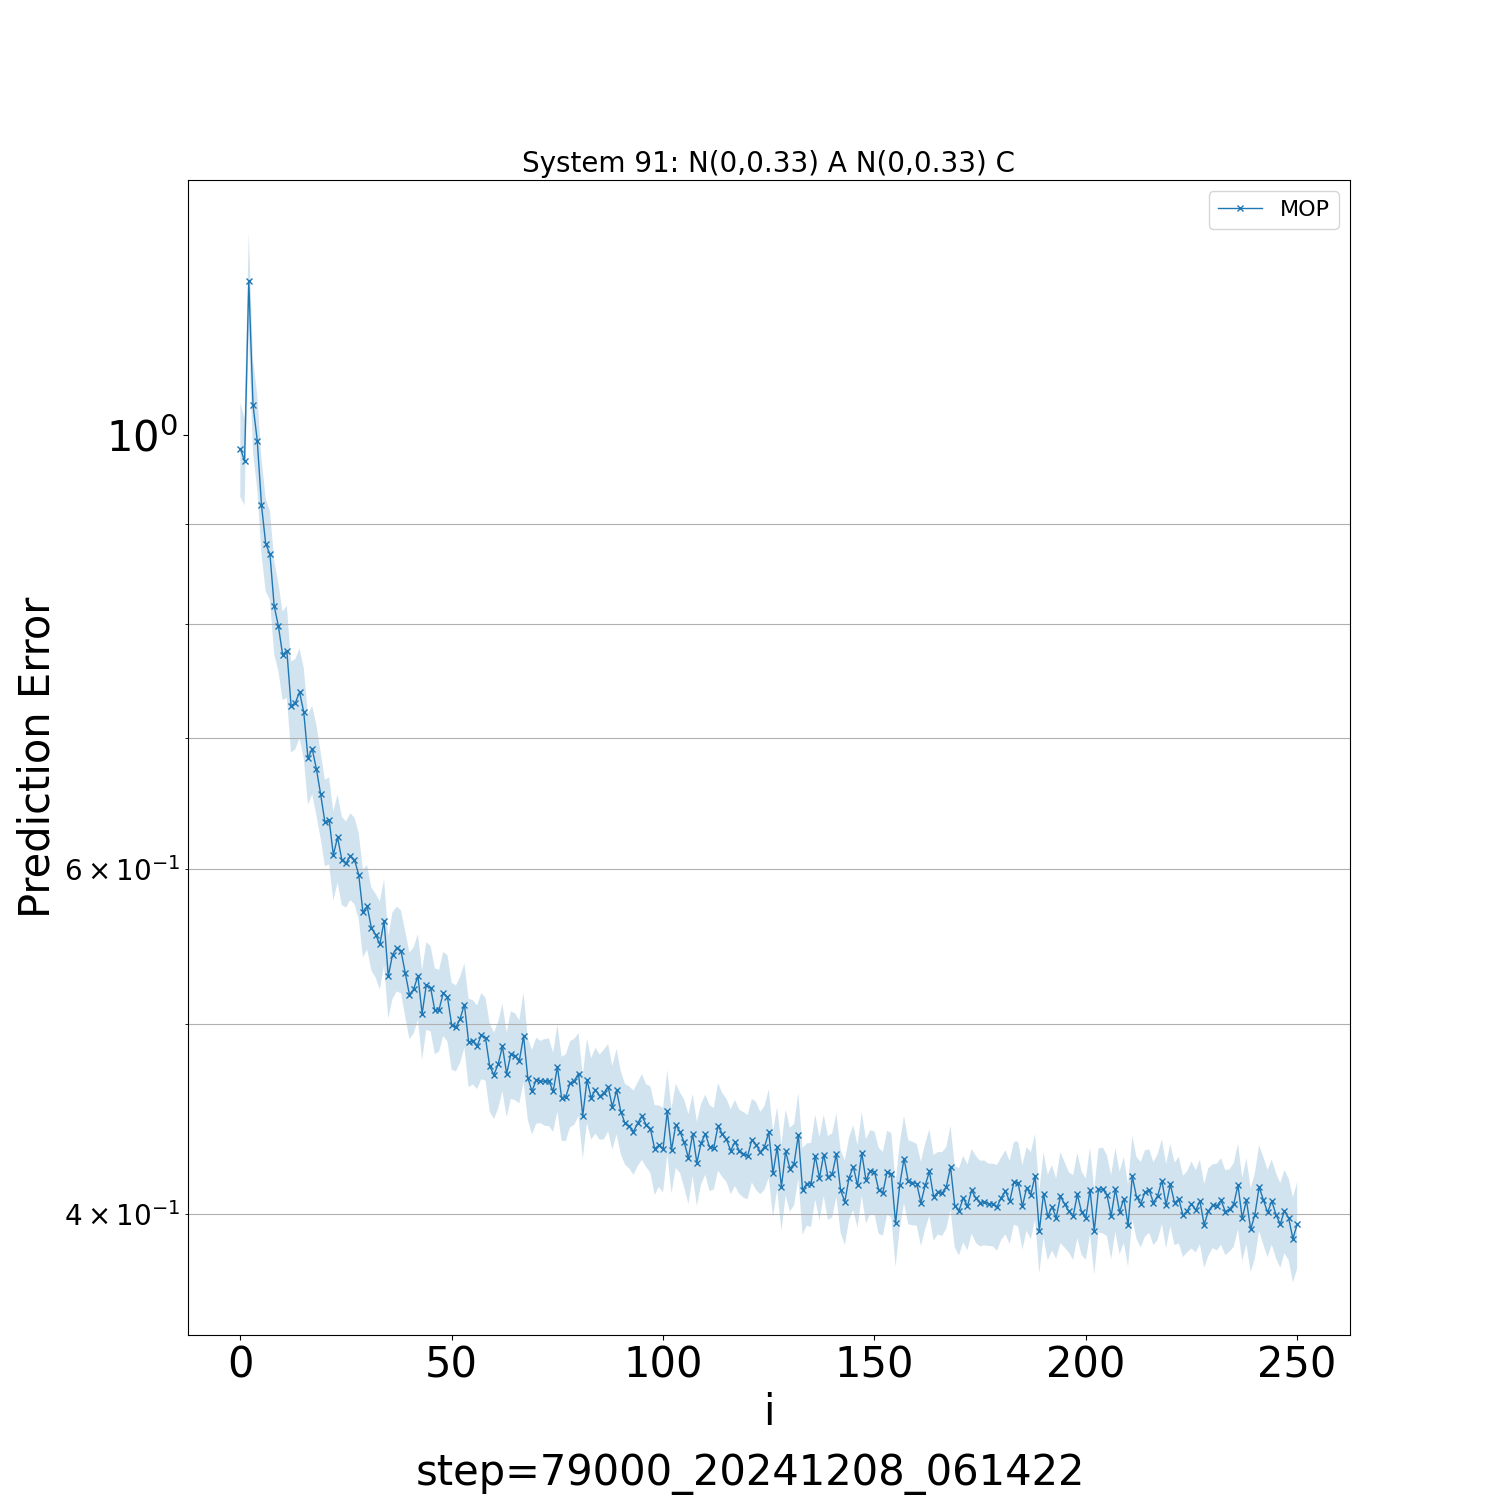 System 91: N(0,0.33) A N(0,0.33) C
MOP
10⁰
6 × 10⁻¹
4 × 10⁻¹
Prediction Error
0 50 100 150 200 250
i
step=79000_20241208_061422